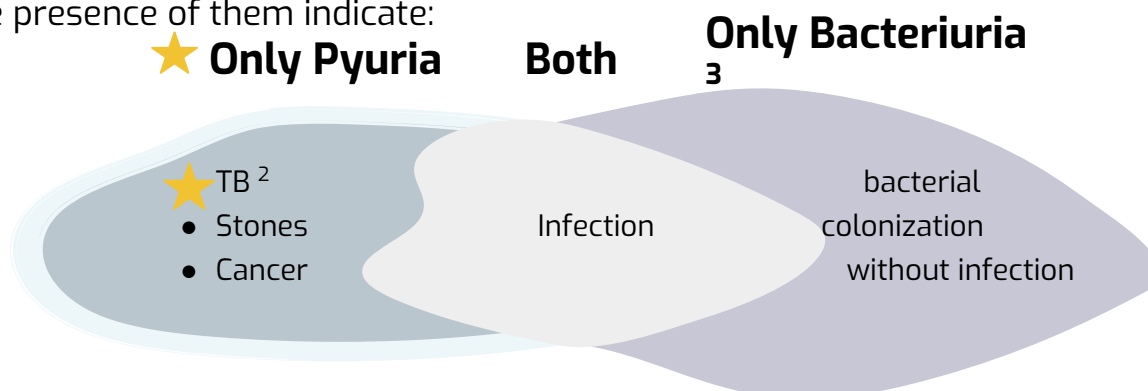 e presence of them indicate:
Only Pyuria
Both
Only Bacteriuria
3
TB 2
• Stones
• Cancer
Infection
bacterial
colonization
without infection